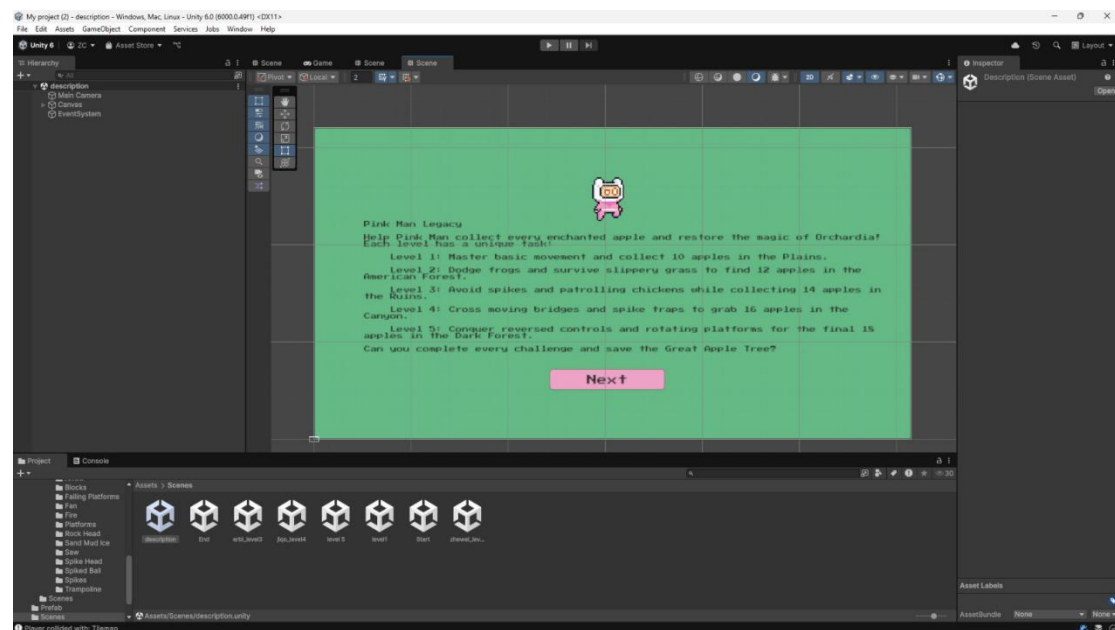 My project (2) - description - Windows, Mac, Linux - Unity 6.0 (6000.0.49f1) <DX11>
File Edit Assets GameObject Component Services Jobs Window Help
Unity 6 ZC Asset Store Layout
Hierarchy Scene Game Scene Scene Inspector
All Pivot Local 2 2D
description
Main Camera
Canvas
EventSystem
Description (Scene Asset)
Open
Pink Man Legacy
Help Pink Man collect every enchanted apple and restore the magic of Orchardia!
Each level has a unique task:
Level 1: Master basic movement and collect 10 apples in the Plains.
Level 2: Dodge frogs and survive slippery grass to find 12 apples in the
American Forest.
Level 3: Avoid spikes and patrolling chickens while collecting 14 apples in
the Ruins.
Level 4: Cross moving bridges and spike traps to grab 16 apples in the
Canyon.
Level 5: Conquer reversed controls and rotating platforms for the final 18
apples in the Dark Forest.
Can you complete every challenge and save the Great Apple Tree?
Next
Project Console
30
Blocks
Falling Platforms
Fan
Fire
Platforms
Rock Head
Sand Mud Ice
Saw
Spike Head
Spiked Ball
Spikes
Trampoline
Scenes
Prefab
Scenes
Assets > Scenes
description End level 5 level1 Start
Assets/Scenes/description.unity
Asset Labels
AssetBundle None None
Player collided with: Tilemap